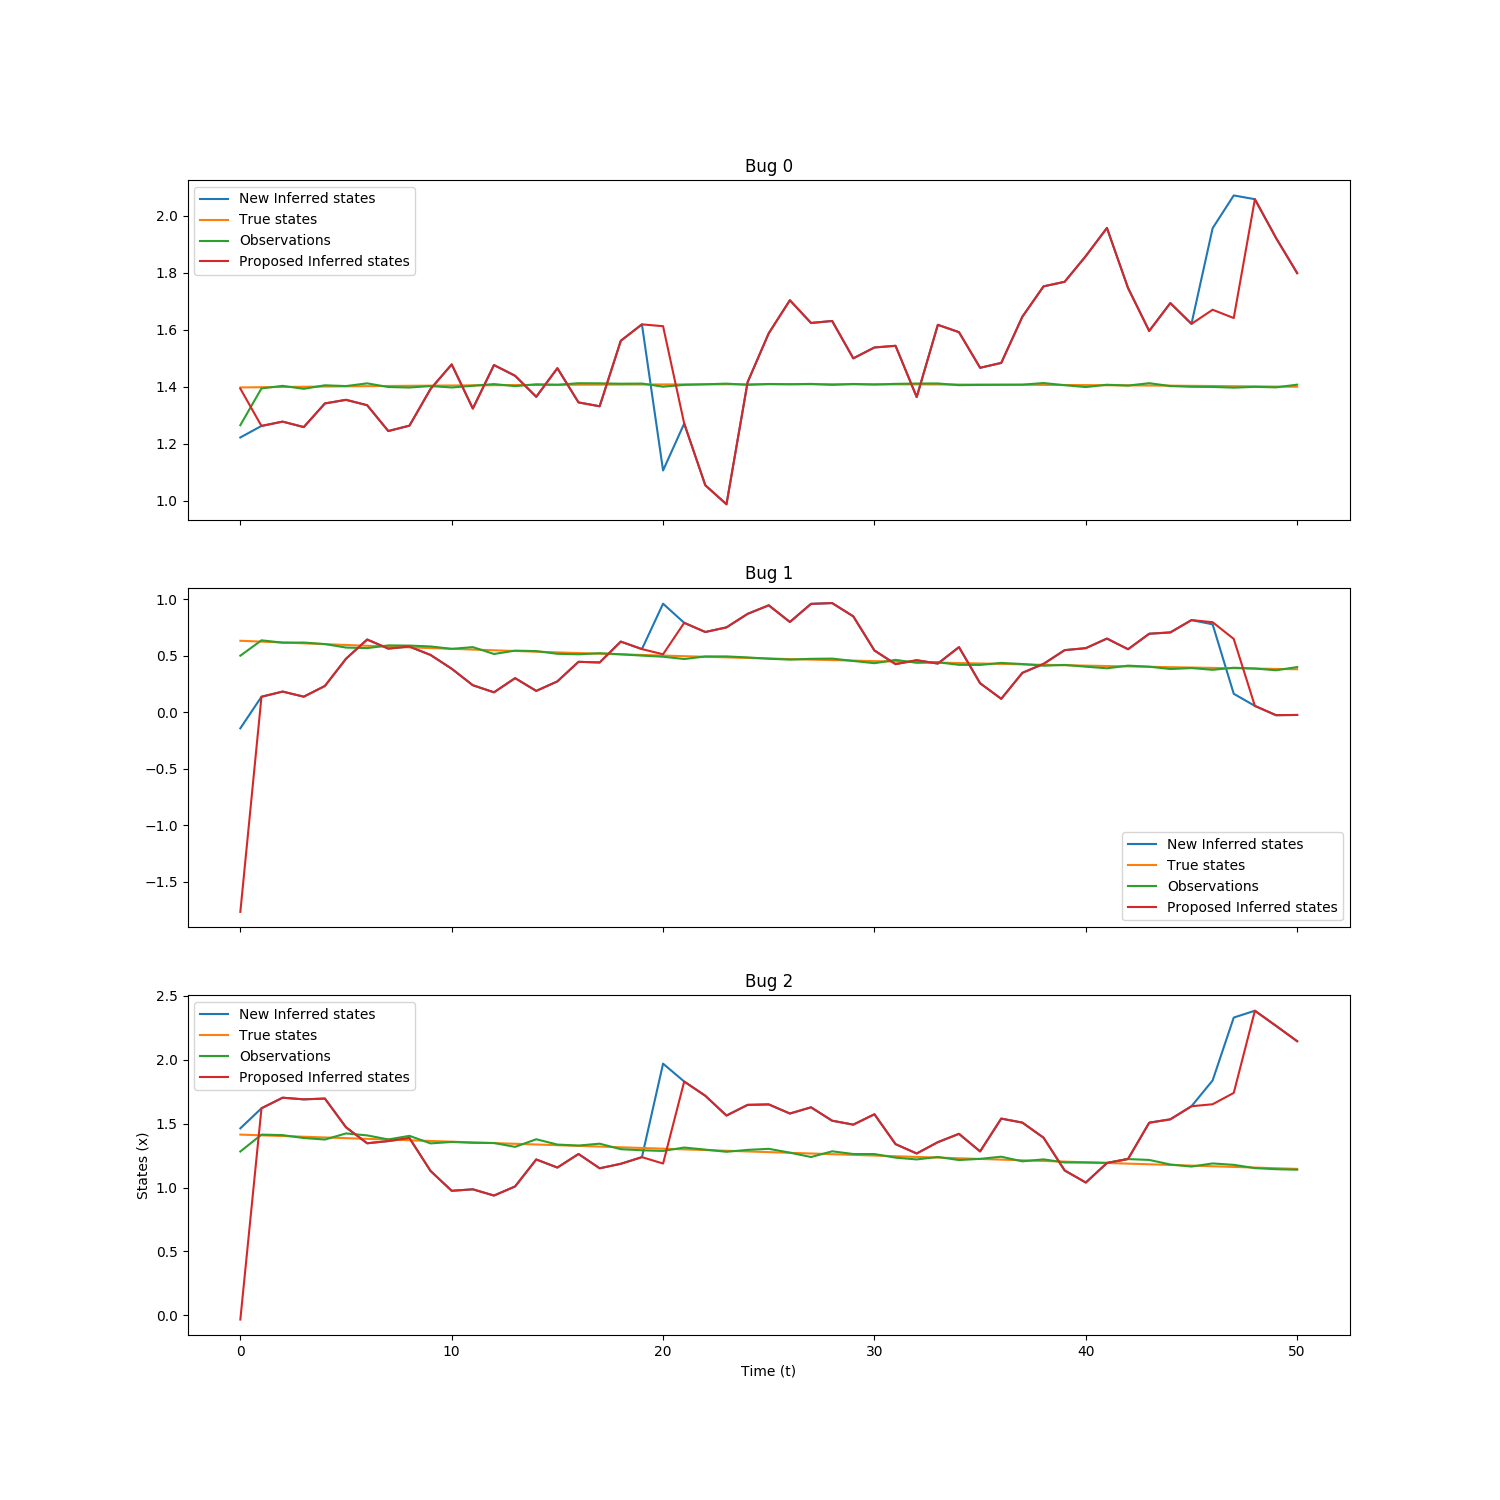 Bug 0
New Inferred states
True states
Observations
Proposed Inferred states
2.0
1.8
1.6
1.4
1.2
1.0
Bug 1
1.0
0.5
0.0
−0.5
−1.0
−1.5
New Inferred states
True states
Observations
Proposed Inferred states
Bug 2
New Inferred states
True states
Observations
Proposed Inferred states
2.5
2.0
1.5
1.0
0.5
0.0
States (x)
0 10 20 30 40 50
Time (t)